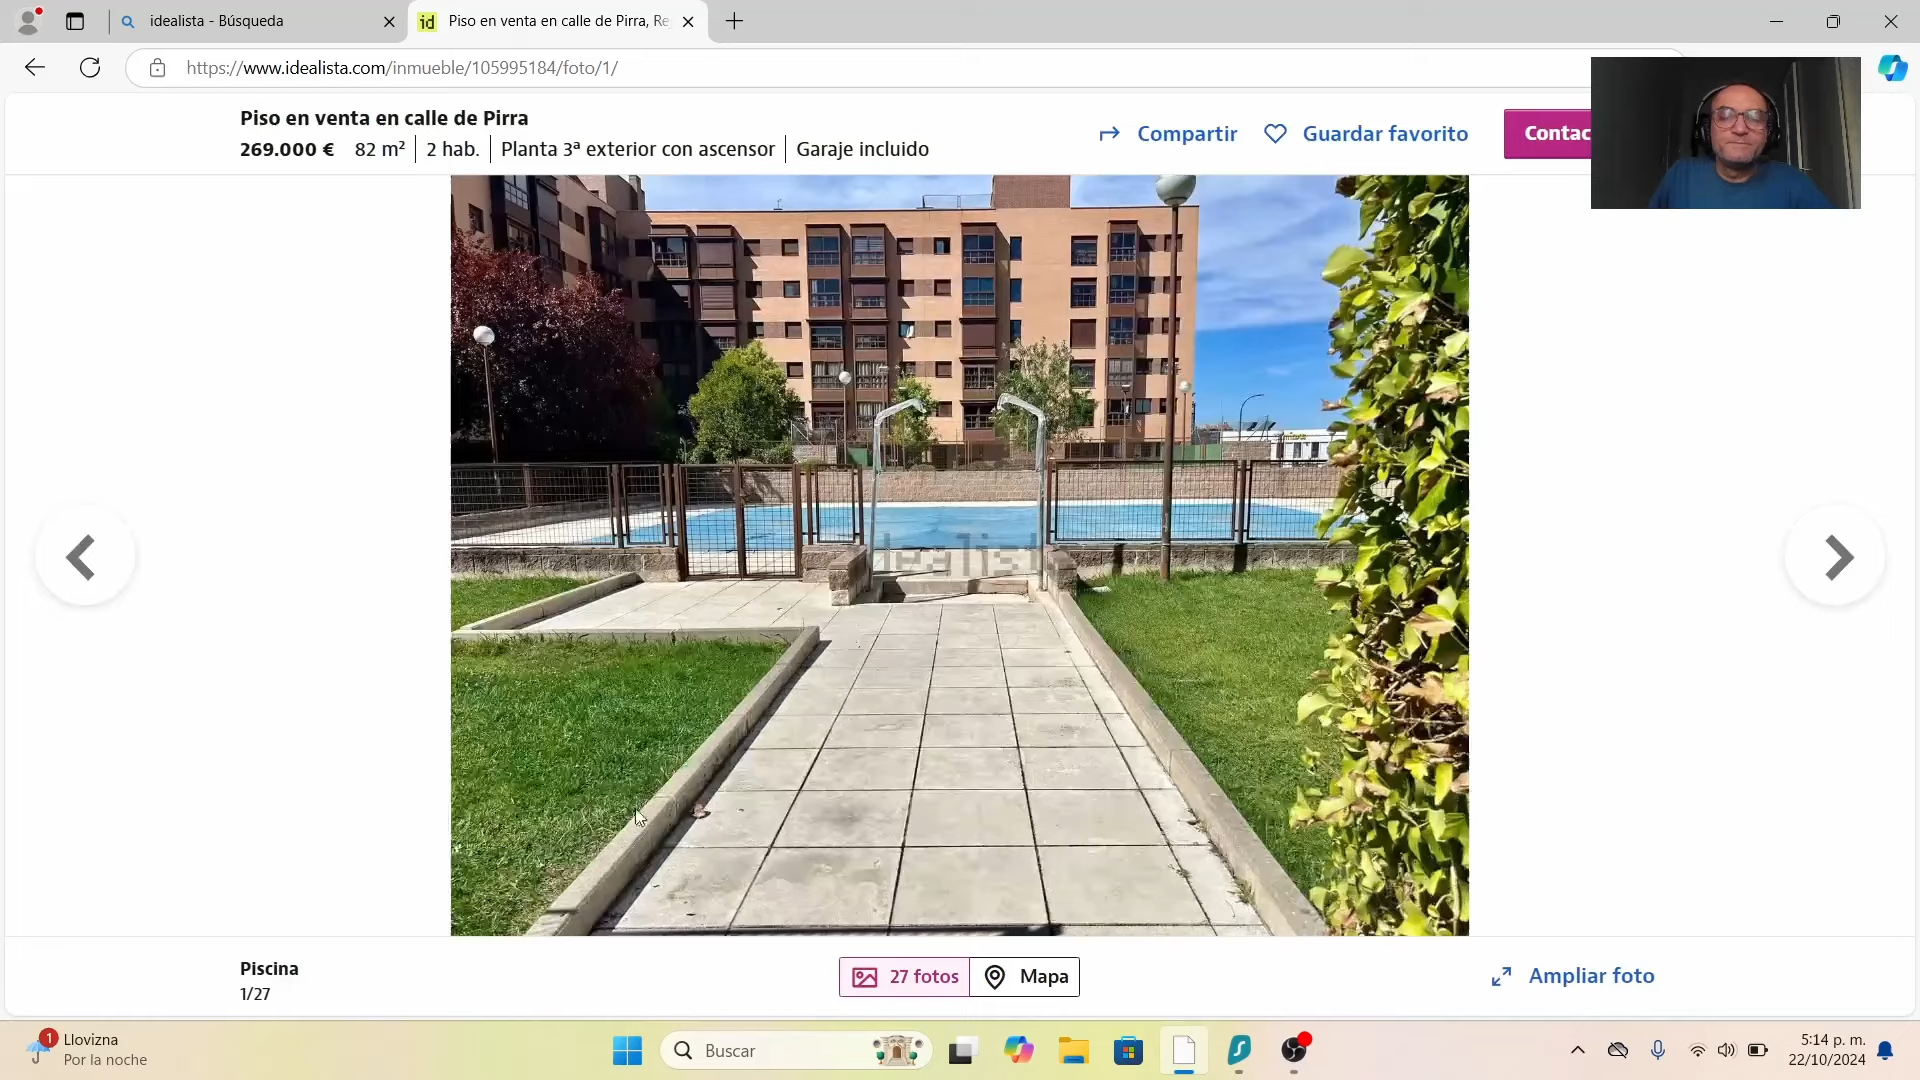 idealista - Búsqueda
id Piso en venta en calle de Pirra, Re
https://www.idealista.com/inmueble/105995184/foto/1/
Piso en venta en calle de Pirra
269.000 € 82 m² 2 hab. Planta 3ª exterior con ascensor Garaje incluido
Compartir
Guardar favorito
Contac
idealista
Piscina
1/27
27 fotos
Mapa
Ampliar foto
1
Llovizna
Por la noche
Buscar
5:14 p. m.
22/10/2024